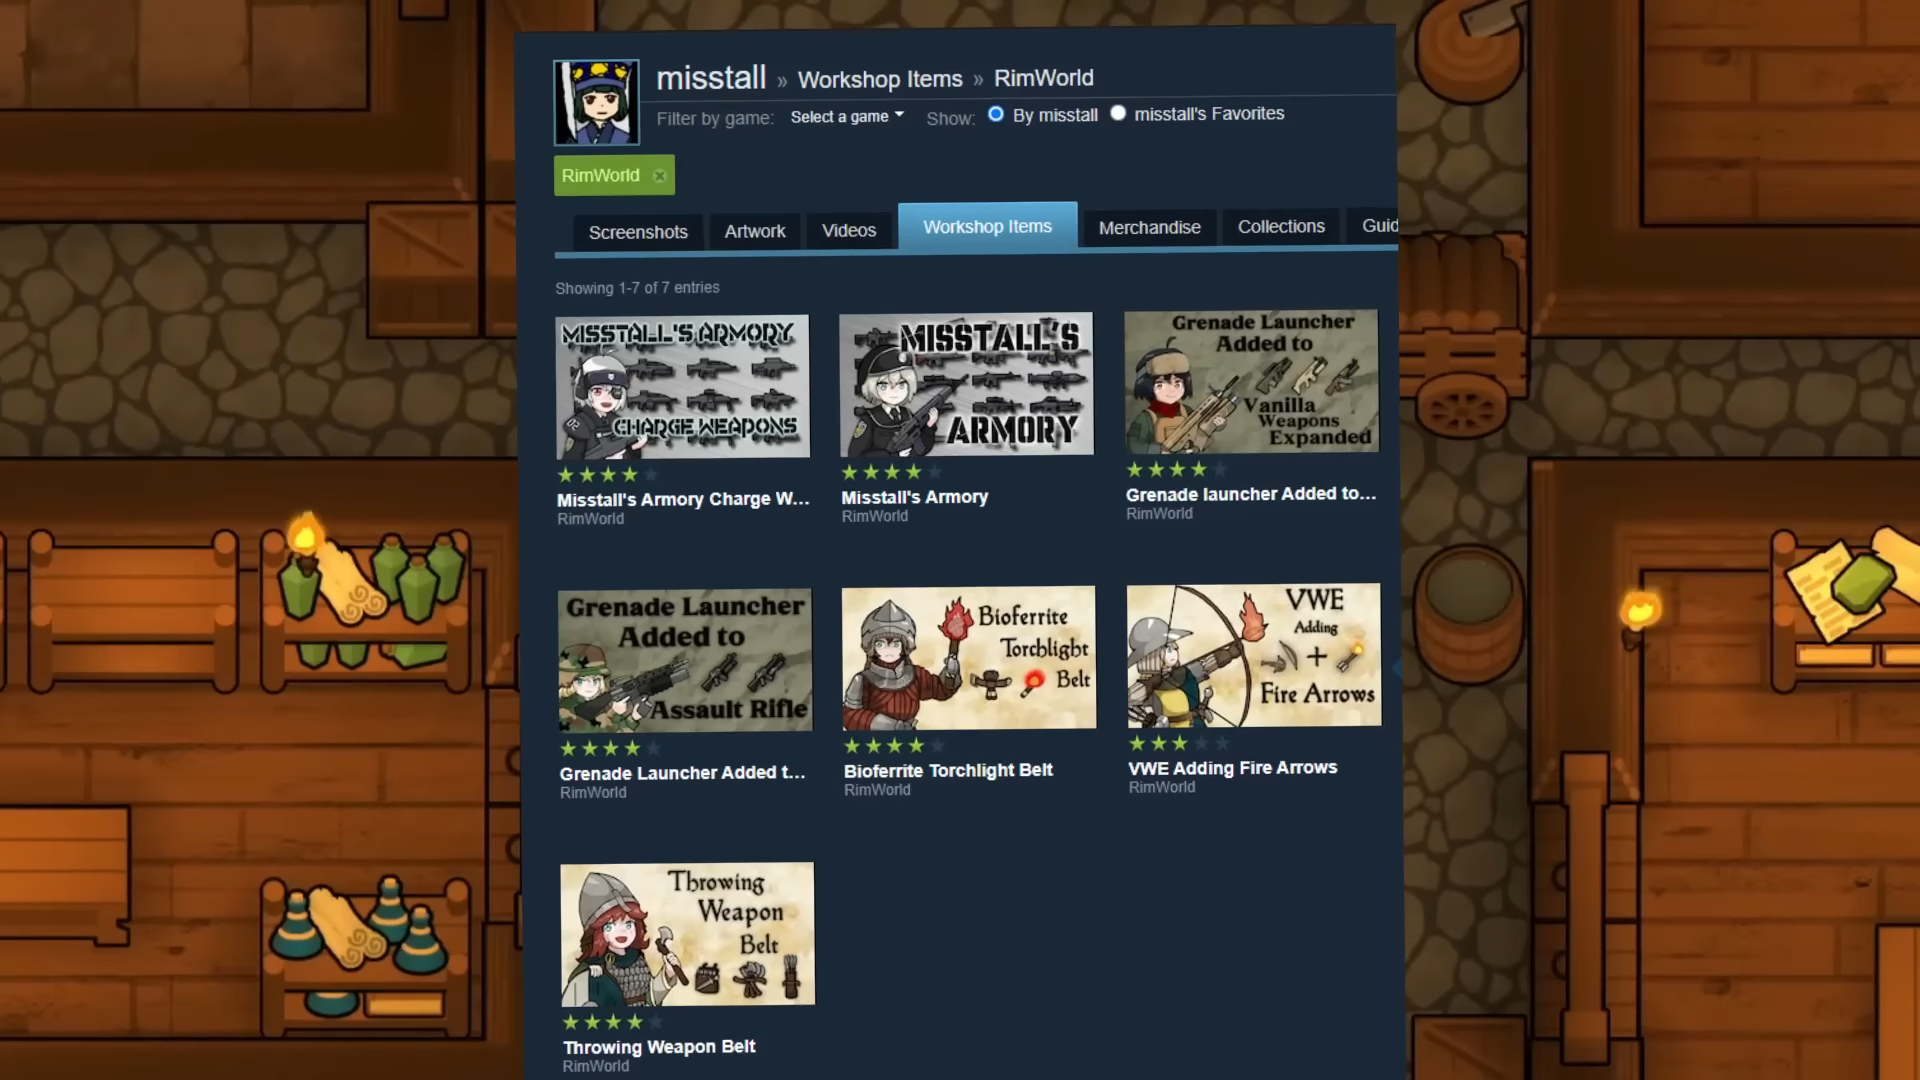 misstall » Workshop Items » RimWorld
Filter by game: Select a game Show: By misstall misstall's Favorites
RimWorld
Screenshots Artwork Videos Workshop Items Merchandise Collections Guid
Showing 1-7 of 7 entries
MISSTALL'S ARMORY
CHARGE WEAPONS
Misstall's Armory Charge W...
RimWorld
MISSTALL'S
ARMORY
Misstall's Armory
RimWorld
Grenade Launcher
Added to
Vanilla
Weapons
Expanded
Grenade launcher Added to...
RimWorld
Grenade Launcher
Added to
Assault Rifle
Grenade Launcher Added t...
RimWorld
Bioferrite
Torchlight
Belt
Bioferrite Torchlight Belt
RimWorld
VWE
Adding
+
Fire Arrows
VWE Adding Fire Arrows
RimWorld
Throwing
Weapon
Belt
Throwing Weapon Belt
RimWorld